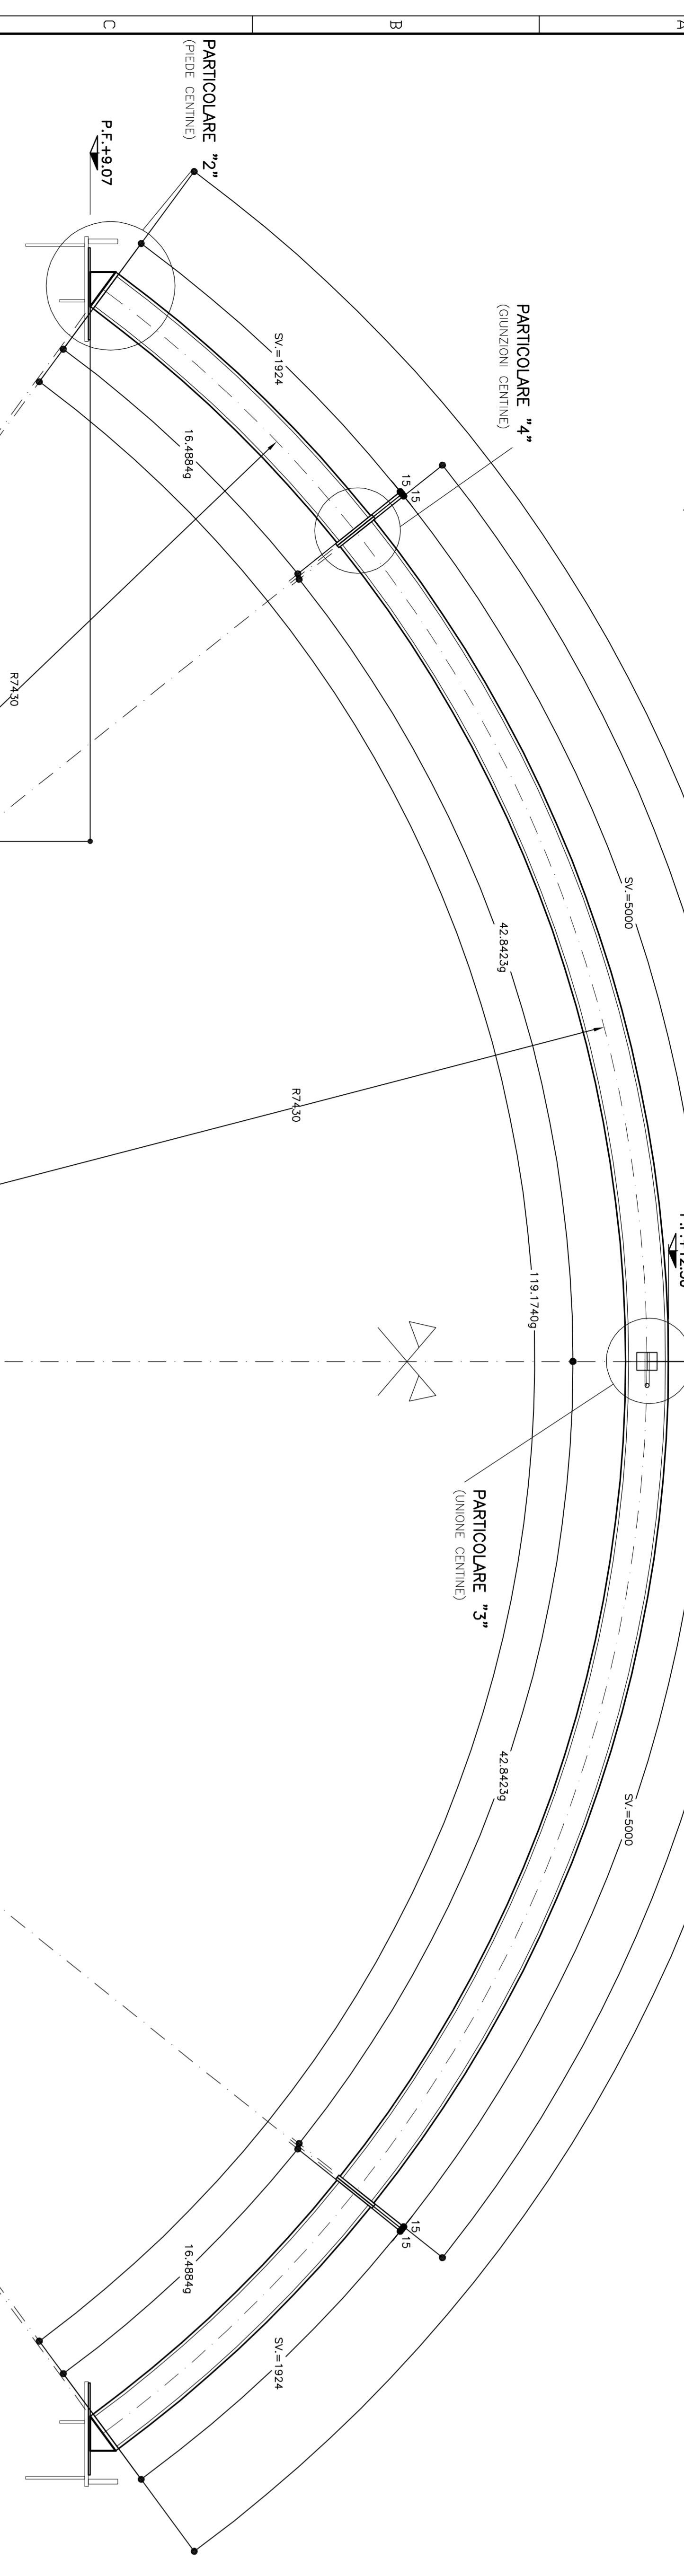 A
B
C
PARTICOLARE "2"
(PIEDE CENTINE)
P.F.+9.07
PARTICOLARE "4"
(GIUNZIONI CENTINE)
SV.=1924
16.4884g
15
15
R7430
SV.=5000
42.8423g
R7430
119.1740g
PARTICOLARE "3"
(UNIONE CENTINE)
42.8423g
SV.=5000
15
15
16.4884g
SV.=1924